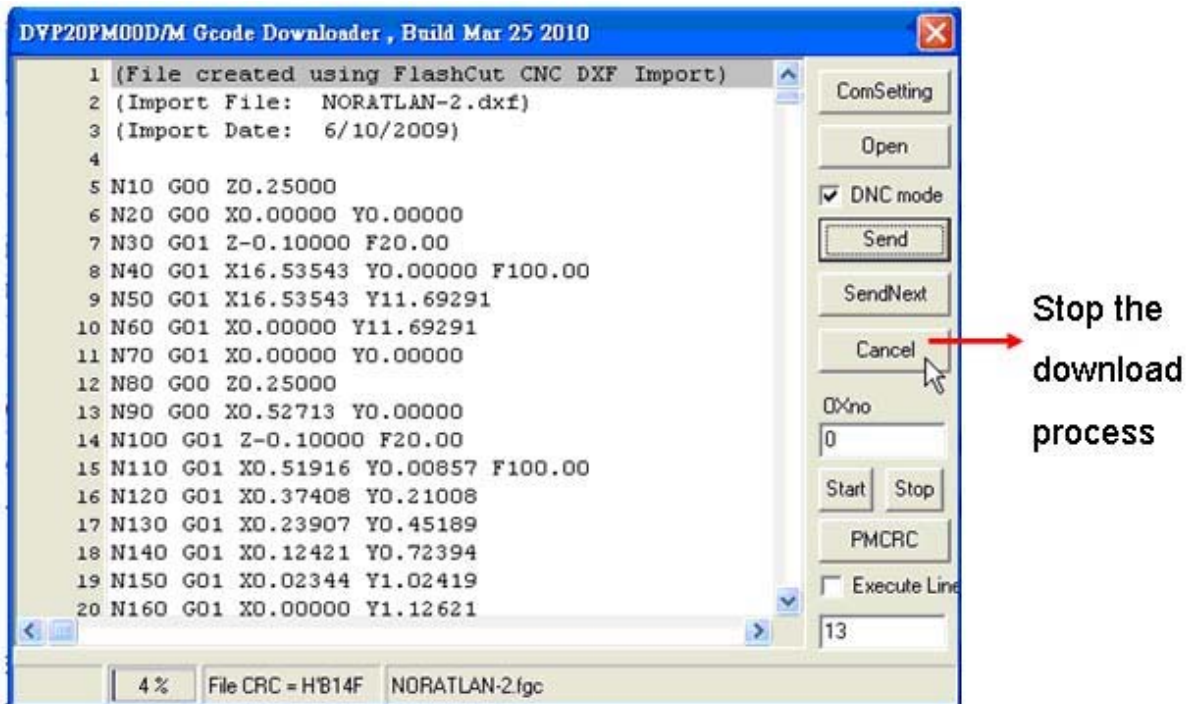 DVP20PM00D/M Gcode Downloader , Build Mar 25 2010
1 (File created using FlashCut CNC DXF Import)
2 (Import File:  NORATLAN-2.dxf)
3 (Import Date:  6/10/2009)
4
5 N10 G00 Z0.25000
6 N20 G00 X0.00000 Y0.00000
7 N30 G01 Z-0.10000 F20.00
8 N40 G01 X16.53543 Y0.00000 F100.00
9 N50 G01 X16.53543 Y11.69291
10 N60 G01 X0.00000 Y11.69291
11 N70 G01 X0.00000 Y0.00000
12 N80 G00 Z0.25000
13 N90 G00 X0.52713 Y0.00000
14 N100 G01 Z-0.10000 F20.00
15 N110 G01 X0.51916 Y0.00857 F100.00
16 N120 G01 X0.37408 Y0.21008
17 N130 G01 X0.23907 Y0.45189
18 N140 G01 X0.12421 Y0.72394
19 N150 G01 X0.02344 Y1.02419
20 N160 G01 X0.00000 Y1.12621
ComSetting
Open
DNC mode
Send
SendNext
Cancel
OXno
0
Start Stop
PMCRC
Execute Line
13
4 % File CRC = H'B14F NORATLAN-2.fgc
Stop the
download
process